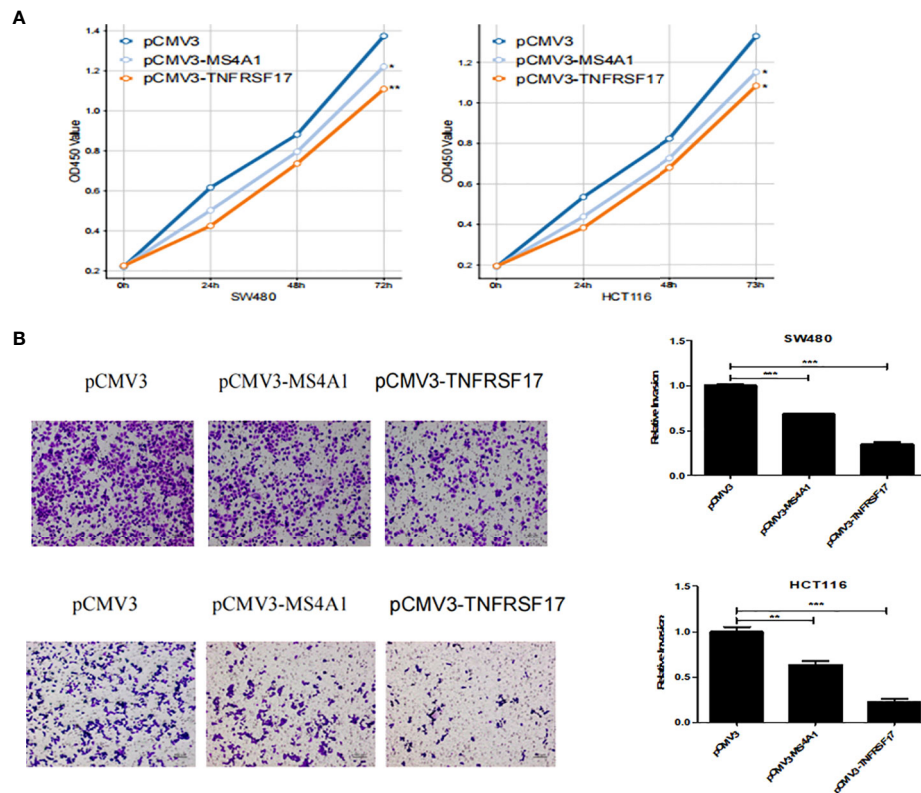 A
1.4
1.2
1.0
0.8
0.6
0.4
0.2
OD450 Value
pCMV3
pCMV3-MS4A1
pCMV3-TNFRSF17
*
**
0h 24h 48h 72h
SW480
1.2
1.0
0.8
0.6
0.4
0.2
OD450 Value
pCMV3
pCMV3-MS4A1
pCMV3-TNFRSF17
*
*
0h 24h 48h 73h
HCT116
B
pCMV3 pCMV3-MS4A1 pCMV3-TNFRSF17
SW480
1.5
1.0
0.5
0.0
Relative Invasion
***
***
pCMV3
pCMV3-MS4A1
pCMV3-TNFRSF17
pCMV3 pCMV3-MS4A1 pCMV3-TNFRSF17
HCT116
1.5
1.0
0.5
0.0
Relative Invasion
***
**
pCMV3
pCMV3-MS4A1
pCMV3-TNFRSF17